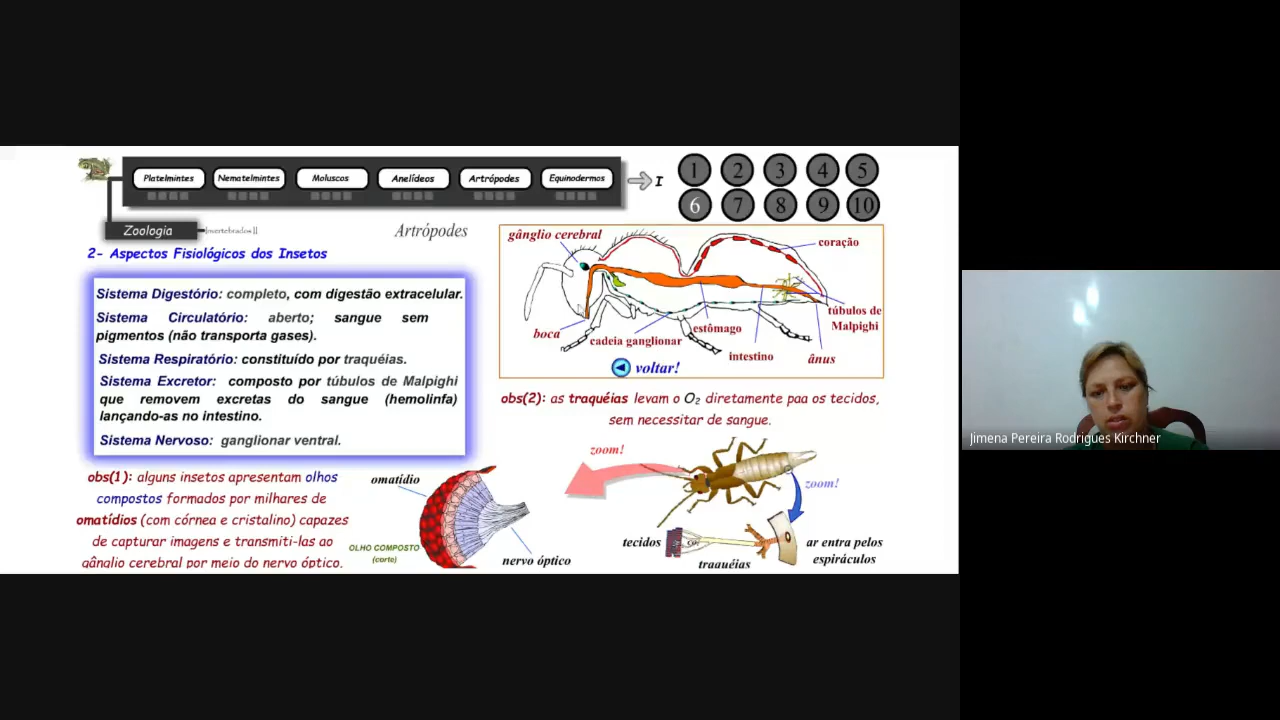 Platelmintes Nematelmintes Moluscos Anelídeos Artrópodes Equinodermos I
1 2 3 4 5
6 7 8 9 10
Zoologia Invertebrados II
Artrópodes
2- Aspectos Fisiológicos dos Insetos
Sistema Digestório: completo, com digestão extracelular.
Sistema Circulatório: aberto; sangue sem
pigmentos (não transporta gases).
Sistema Respiratório: constituído por traquéias.
Sistema Excretor: composto por túbulos de Malpighi
que removem excretas do sangue (hemolinfa)
lançando-as no intestino.
Sistema Nervoso: ganglionar ventral.
obs(1): alguns insetos apresentam olhos
compostos formados por milhares de
omatídios (com córnea e cristalino) capazes
de capturar imagens e transmiti-las ao
gânglio cerebral por meio do nervo óptico.
gânglio cerebral
coração
túbulos de
Malpighi
boca
cadeia ganglionar
estômago
intestino
ânus
voltar!
obs(2): as traquéias levam o O2 diretamente paa os tecidos,
sem necessitar de sangue.
zoom!
omatídio
OLHO COMPOSTO
(corte)
nervo óptico
zoom!
tecidos
traquéias
ar entra pelos
espiráculos
Jimena Pereira Rodrigues Kirchner